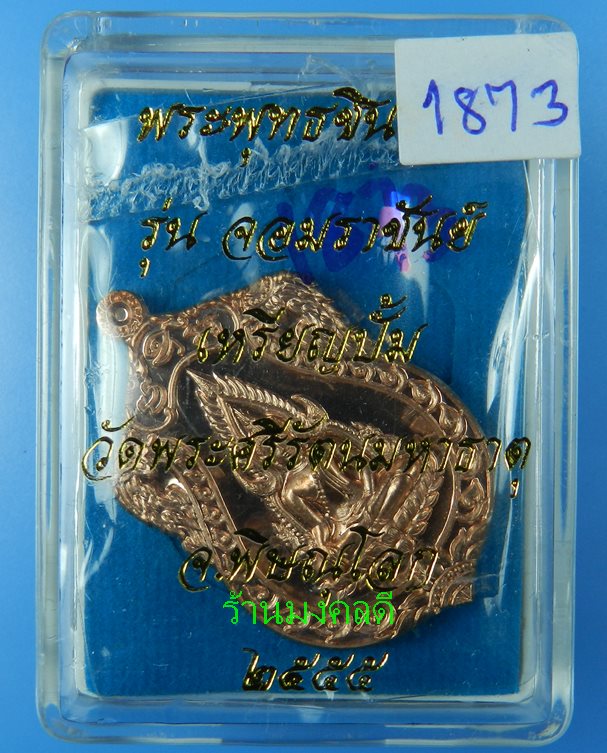 1873
พระพุทธชิน
รุ่น จอมราชันย์
เหรียญปั้ม
วัดพระศรีรัตนมหาธาตุ
จ.พิษณุโลก
ร้านมงคลดี
๒๕๕๕